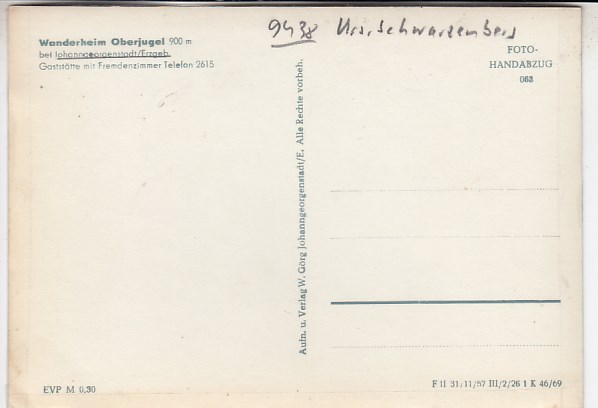 9438 Krs. Schwarzenberg
Wanderheim Oberjugel 900 m
bei Johanngeorgenstadt/Erzgeb.
Gaststätte mit Fremdenzimmer Telefon 2615
FOTO-
HANDABZUG
063
Aufn. u. Verlag W. Görg Johanngeorgenstadt/E. Alle Rechte vorbeh.
EVP M 0,30
F II 31/11/57 III/2/26 1 K 46/69